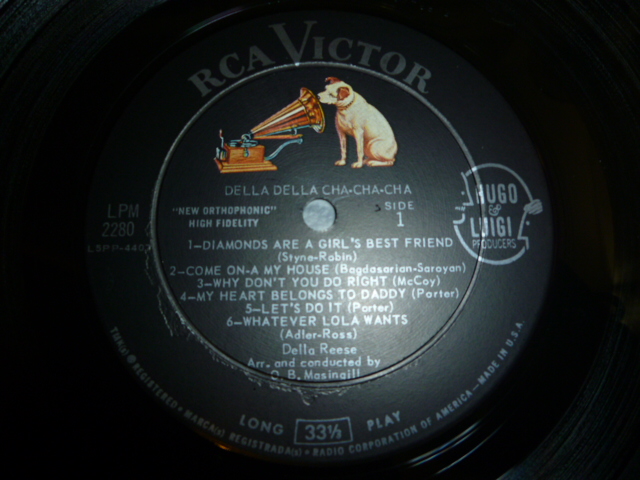 RCA VICTOR
DELLA DELLA CHA-CHA-CHA
LPM
2280
"NEW ORTHOPHONIC"
HIGH FIDELITY
SIDE
1
HUGO
&
LUIGI
PRODUCERS
1—DIAMONDS ARE A GIRL'S BEST FRIEND
(Styne-Robin)
2—COME ON-A MY HOUSE (Bagdasarian-Saroyan)
3—WHY DON'T YOU DO RIGHT (McCoy)
4—MY HEART BELONGS TO DADDY (Porter)
5—LET'S DO IT (Porter)
6—WHATEVER LOLA WANTS
(Adler-Ross)
Della Reese
Arr. and conducted by
O. B. Masingill
LONG 33⅓ PLAY
TMK(s) ® REGISTERED • MARCA(s) REGISTRADA(s) • RADIO CORPORATION OF AMERICA—MADE IN U.S.A.